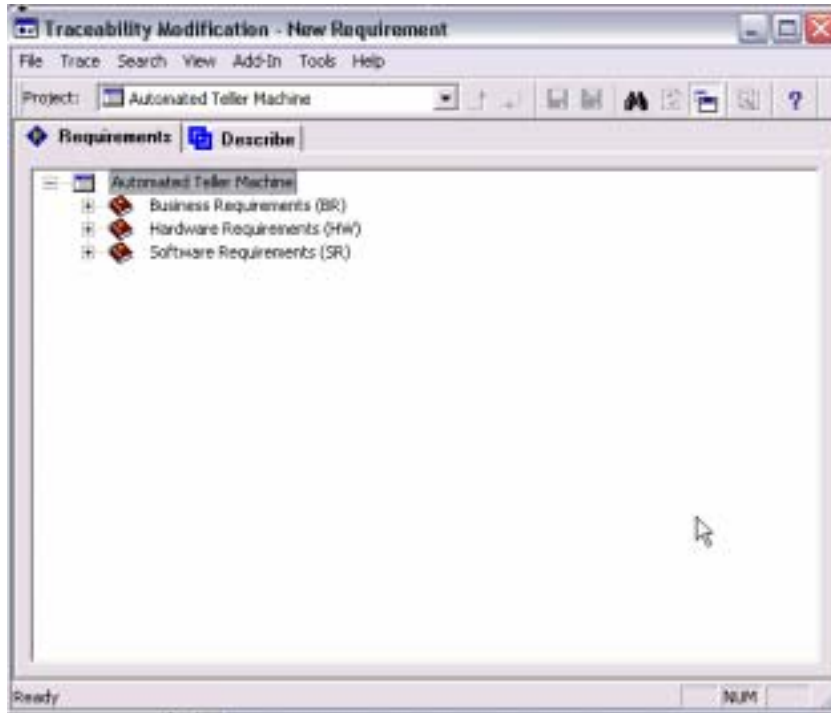 Traceability Modification - New Requirement
File Trace Search View Add-In Tools Help
Project: Automated Teller Machine
Requirements Describe
Automated Teller Machine
Business Requirements (BR)
Hardware Requirements (HW)
Software Requirements (SR)
Ready NUM